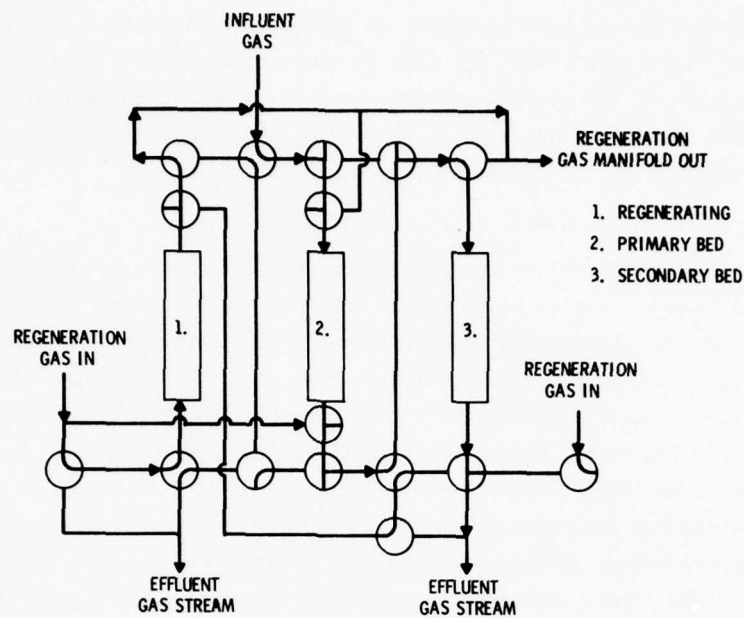 INFLUENT
GAS
REGENERATION
GAS MANIFOLD OUT
1. REGENERATING
2. PRIMARY BED
3. SECONDARY BED
1.
2.
3.
REGENERATION
GAS IN
REGENERATION
GAS IN
EFFLUENT
GAS STREAM
EFFLUENT
GAS STREAM